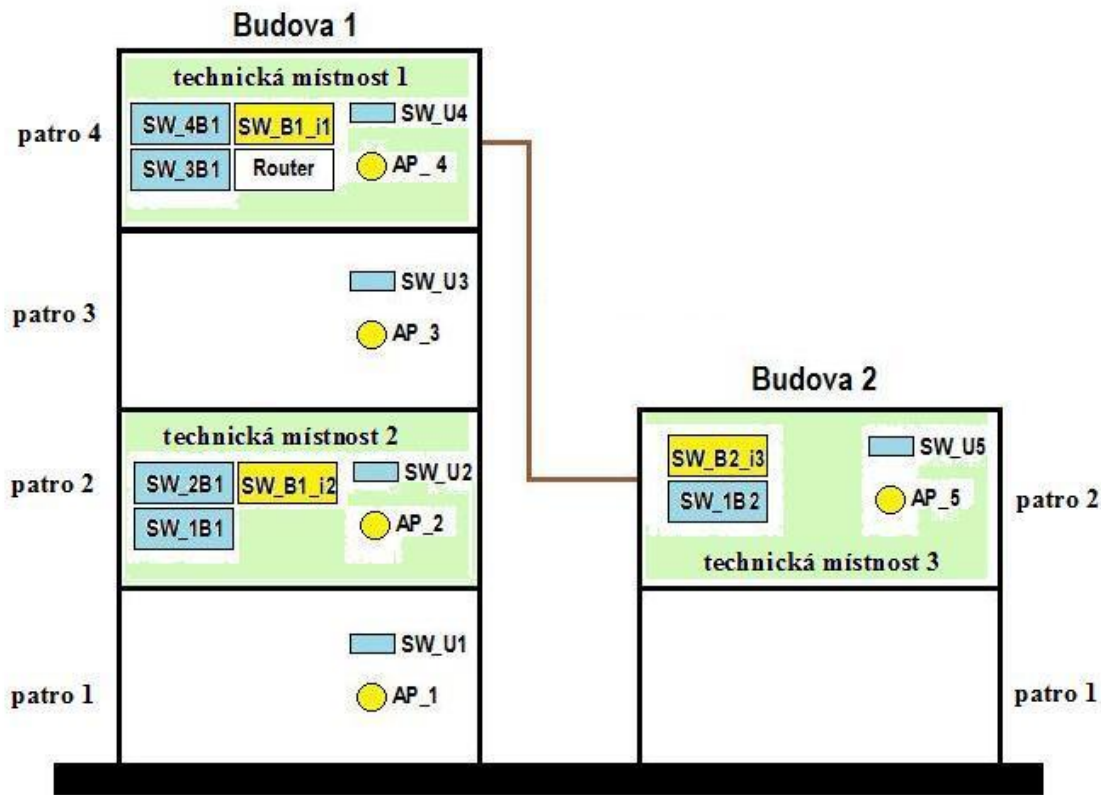 Budova 1
technická místnost 1
patro 4
SW_4B1
SW_B1_i1
SW_U4
SW_3B1
Router
AP_ 4
patro 3
SW_U3
AP_3
Budova 2
technická místnost 2
patro 2
SW_2B1
SW_B1_i2
SW_U2
SW_1B1
AP_2
SW_B2_i3
SW_U5
SW_1B2
AP_5
patro 2
technická místnost 3
patro 1
SW_U1
AP_1
patro 1